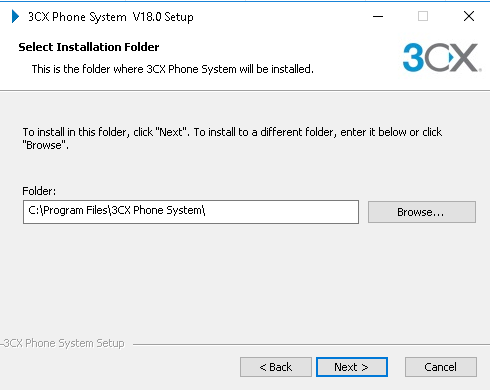 3CX Phone System V18.0 Setup
Select Installation Folder
This is the folder where 3CX Phone System will be installed.
3CX
To install in this folder, click "Next". To install to a different folder, enter it below or click
"Browse".
Folder:
C:\Program Files\3CX Phone System\
Browse...
3CX Phone System Setup
< Back
Next >
Cancel